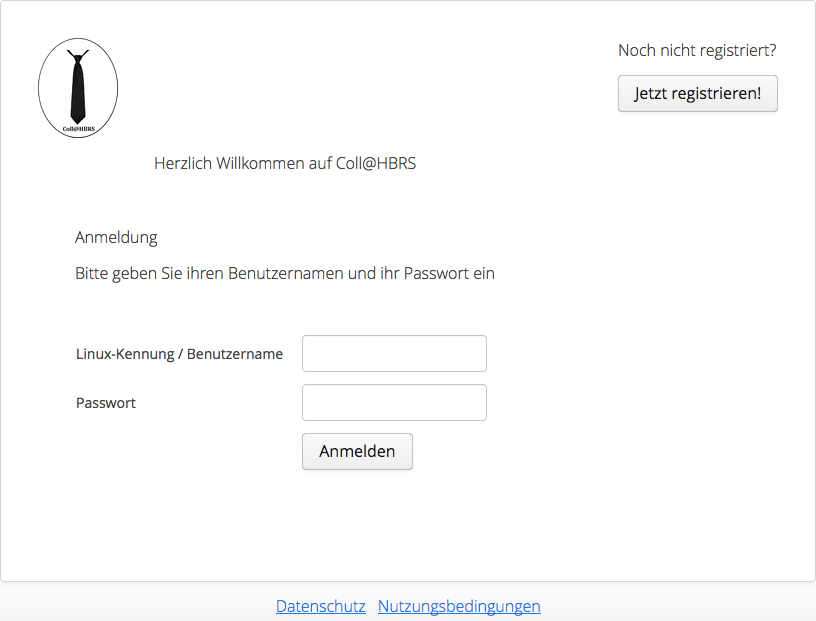 Coll@HBRS
Noch nicht registriert?
Jetzt registrieren!
Herzlich Willkommen auf Coll@HBRS
Anmeldung
Bitte geben Sie ihren Benutzernamen und ihr Passwort ein
Linux-Kennung / Benutzername
Passwort
Anmelden
Datenschutz Nutzungsbedingungen